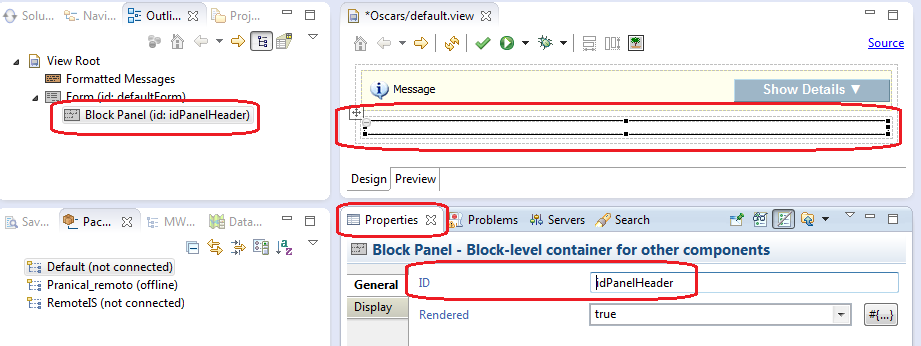 Solu...
Navi...
Outli...
View Root
Formatted Messages
Form (id: defaultForm)
Block Panel (id: idPanelHeader)
*Oscars/default.view
Source
Message
Show Details ▼
Design
Preview
Sav...
Pac...
MW...
Data...
Default (not connected)
Pranical_remoto (offline)
RemoteIS (not connected)
Properties
Problems
Servers
Search
Block Panel - Block-level container for other components
General
Display
ID
idPanelHeader
Rendered
true
#{...}